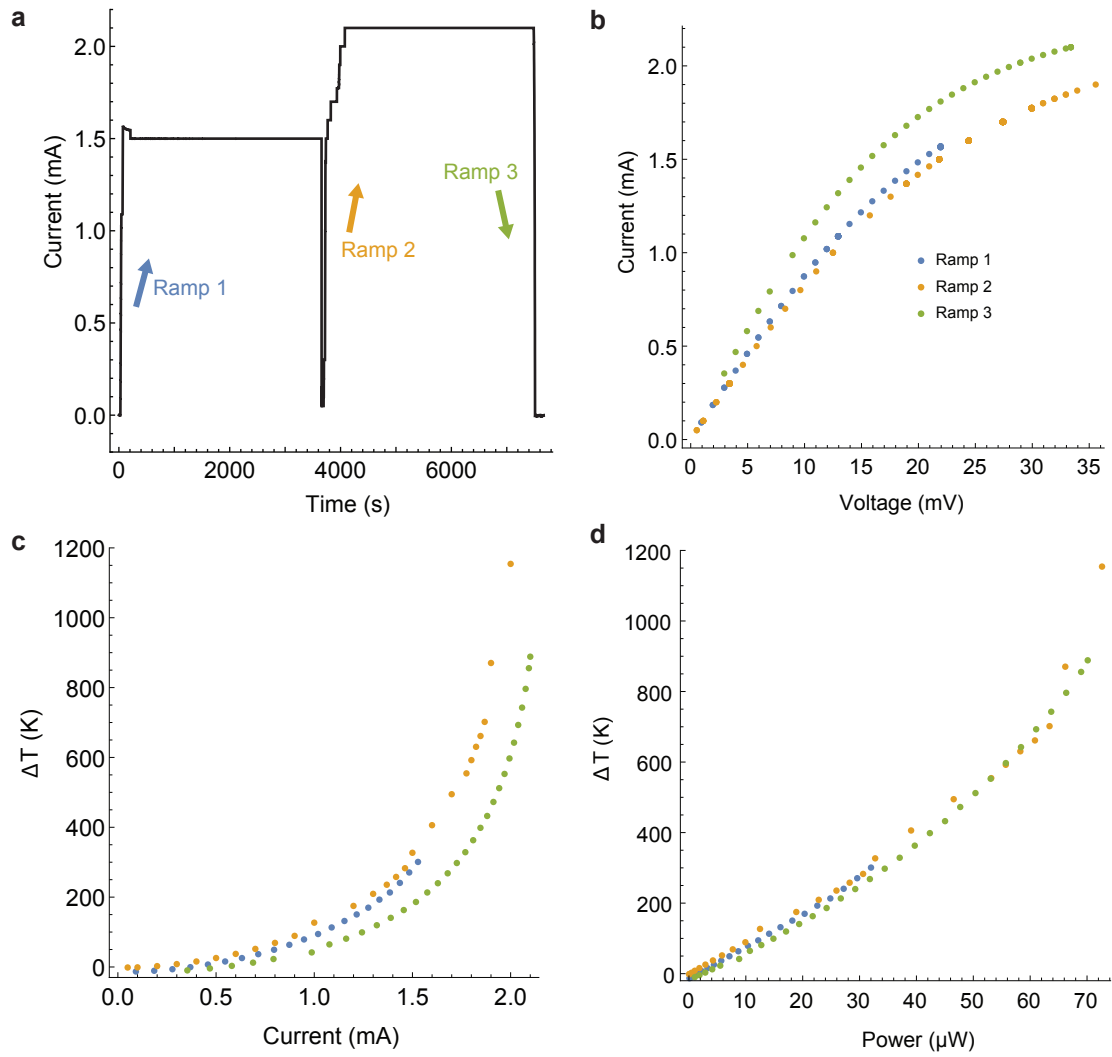 a
2.0
1.5
1.0
0.5
0.0
Current (mA)
Ramp 1
Ramp 2
Ramp 3
0 2000 4000 6000
Time (s)
b
2.0
1.5
1.0
0.5
0.0
Current (mA)
Ramp 1
Ramp 2
Ramp 3
0 5 10 15 20 25 30 35
Voltage (mV)
c
1200
1000
800
600
400
200
0
Δ T (K)
0.0 0.5 1.0 1.5 2.0
Current (mA)
d
1200
1000
800
600
400
200
0
Δ T (K)
0 10 20 30 40 50 60 70
Power (μW)